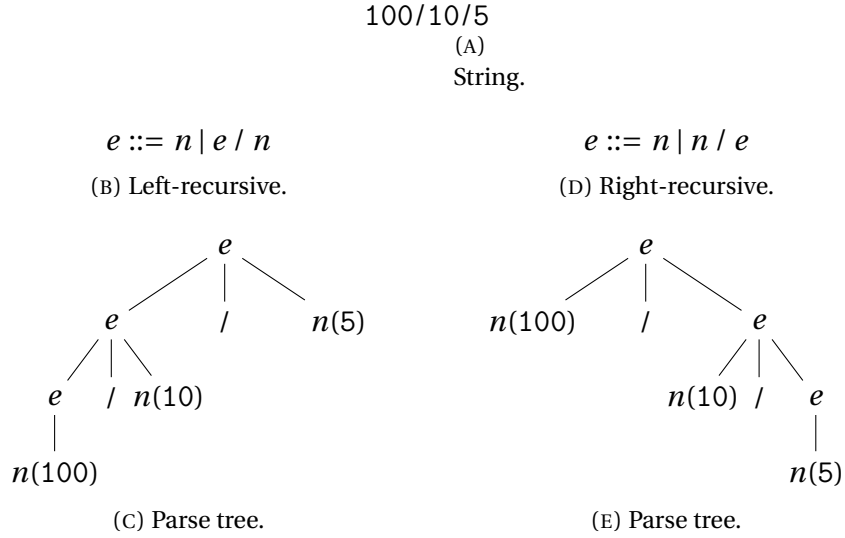 100/10/5
(A)
String.
e ::= n | e / n
e ::= n | n / e
(B) Left-recursive.
(D) Right-recursive.
e
e
e / n(5)
n(100) / e
e / n(10)
n(10) / e
n(100)
n(5)
(C) Parse tree.
(E) Parse tree.